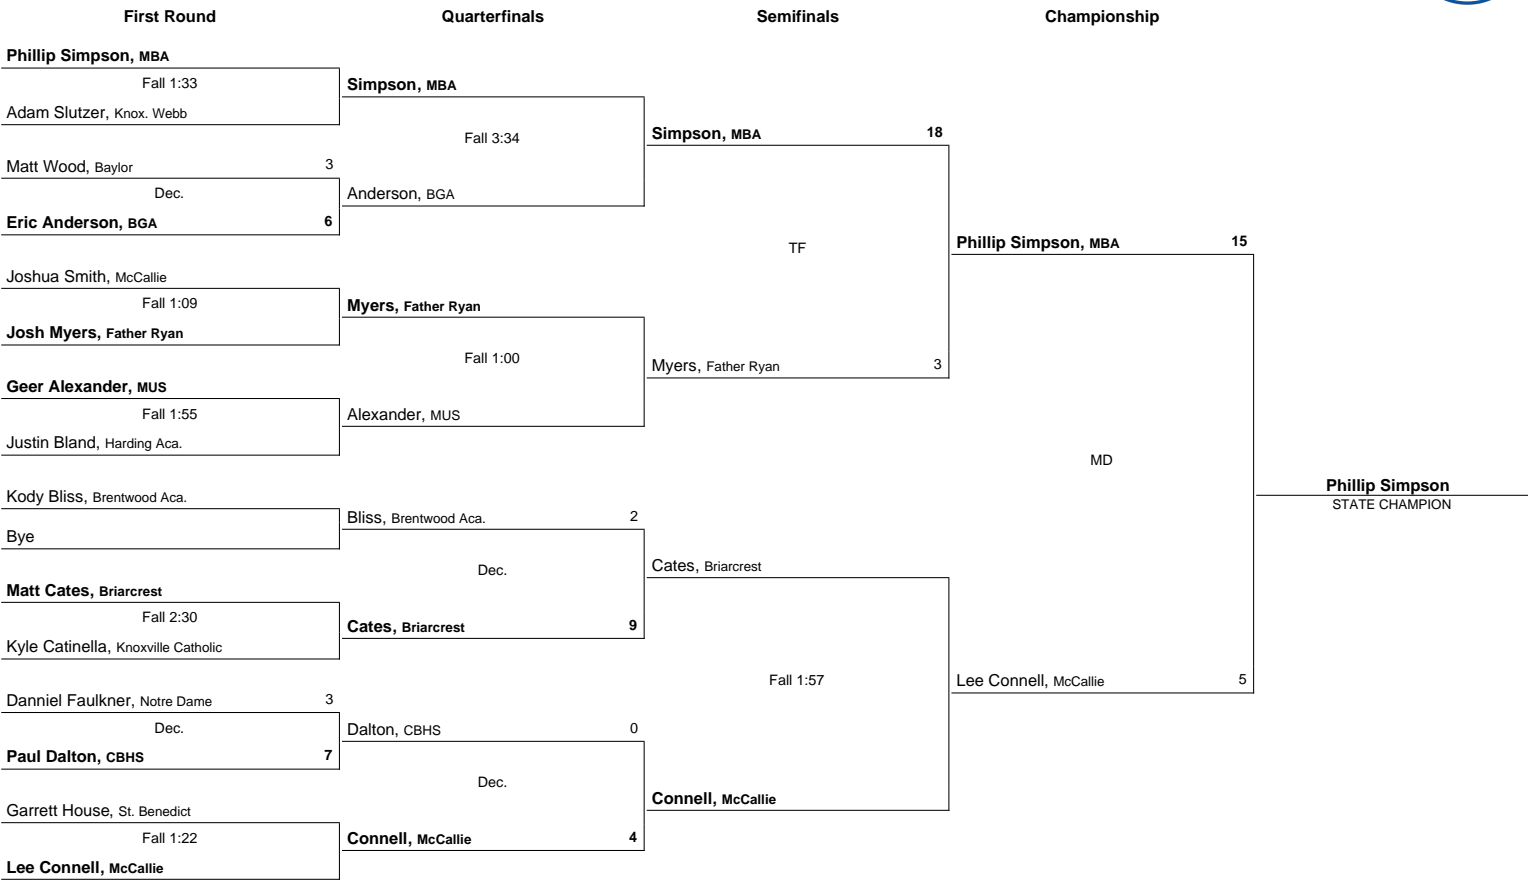 First Round
Quarterfinals
Semifinals
Championship
Phillip Simpson, MBA
Fall 1:33
Adam Slutzer, Knox. Webb
Matt Wood, Baylor 3
Dec.
Eric Anderson, BGA 6
Joshua Smith, McCallie
Fall 1:09
Josh Myers, Father Ryan
Geer Alexander, MUS
Fall 1:55
Justin Bland, Harding Aca.
Kody Bliss, Brentwood Aca.
Bye
Matt Cates, Briarcrest
Fall 2:30
Kyle Catinella, Knoxville Catholic
Danniel Faulkner, Notre Dame 3
Dec.
Paul Dalton, CBHS 7
Garrett House, St. Benedict
Fall 1:22
Lee Connell, McCallie
Simpson, MBA
Fall 3:34
Anderson, BGA
Myers, Father Ryan
Fall 1:00
Alexander, MUS
Bliss, Brentwood Aca. 2
Dec.
Cates, Briarcrest 9
Dalton, CBHS 0
Dec.
Connell, McCallie 4
Simpson, MBA 18
TF
Myers, Father Ryan 3
Cates, Briarcrest
Fall 1:57
Connell, McCallie
Phillip Simpson, MBA 15
MD
Lee Connell, McCallie 5
Phillip Simpson
STATE CHAMPION